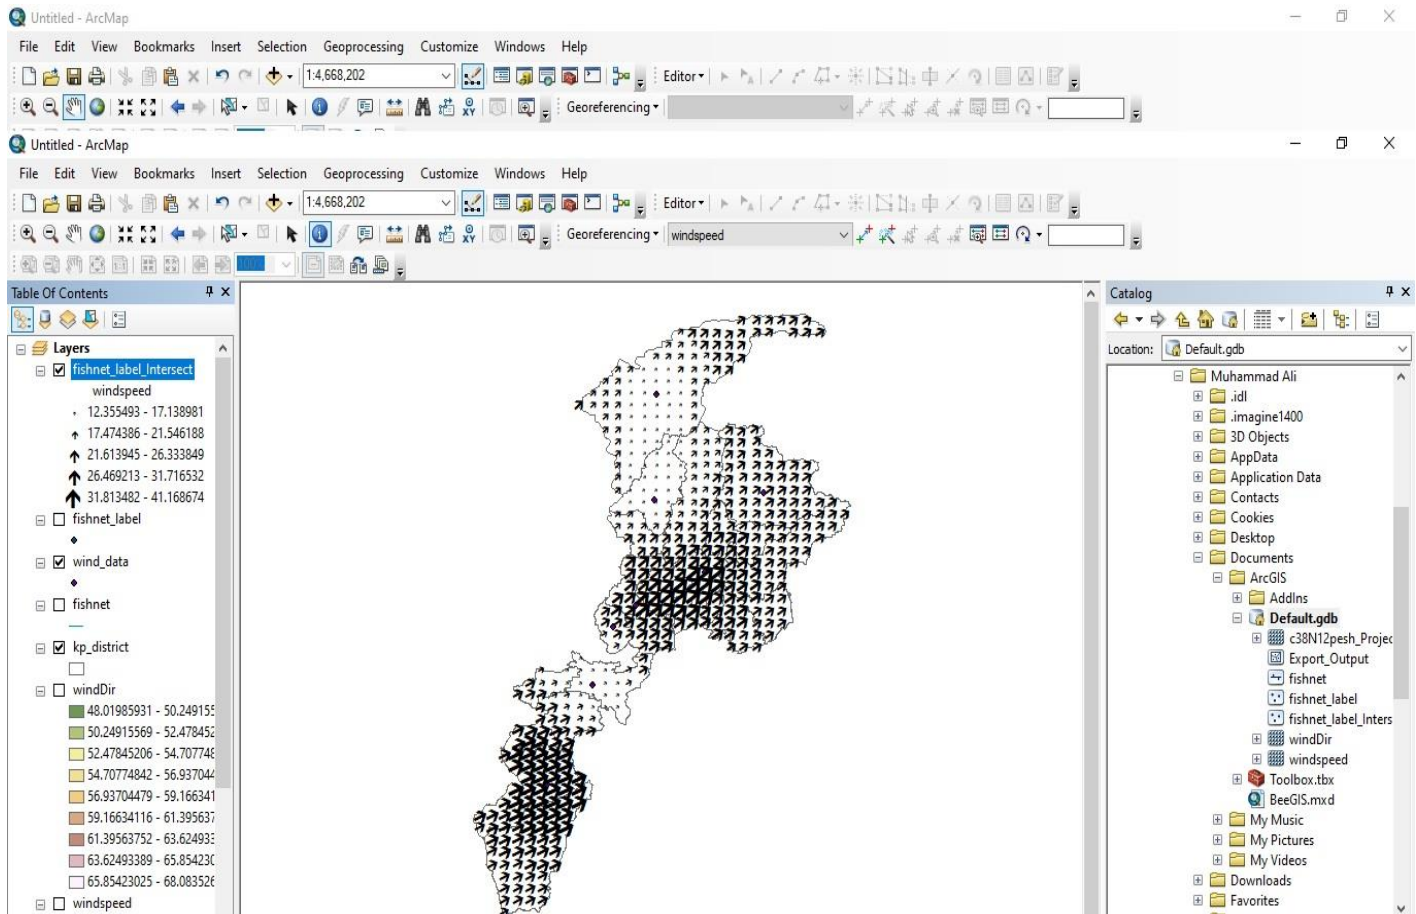 Untitled - ArcMap
File Edit View Bookmarks Insert Selection Geoprocessing Customize Windows Help
1:4,668,202 Editor
Georeferencing
Untitled - ArcMap
File Edit View Bookmarks Insert Selection Geoprocessing Customize Windows Help
1:4,668,202 Editor
Georeferencing windspeed
100%
Table Of Contents
Layers
fishnet_label_Intersect
windspeed
12.355493 - 17.138981
17.474386 - 21.546188
21.613945 - 26.333849
26.469213 - 31.716532
31.813482 - 41.168674
fishnet_label
wind_data
fishnet
kp_district
windDir
48.01985931 - 50.249155
50.24915569 - 52.478452
52.47845206 - 54.707748
54.70774842 - 56.937044
56.93704479 - 59.166341
59.16634116 - 61.395637
61.39563752 - 63.624933
63.62493389 - 65.854230
65.85423025 - 68.083526
windspeed
Catalog
Location: Default.gdb
Muhammad Ali
.idl
.imagine1400
3D Objects
AppData
Application Data
Contacts
Cookies
Desktop
Documents
ArcGIS
AddIns
Default.gdb
c38N12pesh_Projec
Export_Output
fishnet
fishnet_label
fishnet_label_Inters
windDir
windspeed
Toolbox.tbx
BeeGIS.mxd
My Music
My Pictures
My Videos
Downloads
Favorites